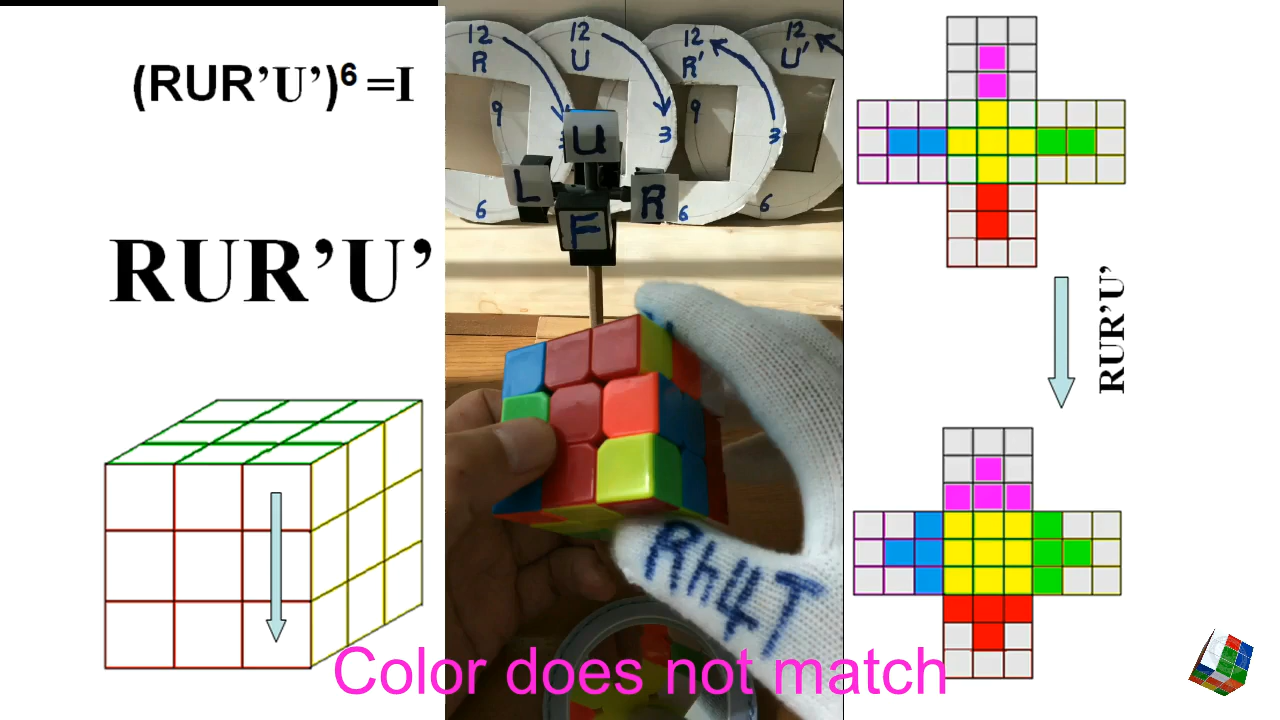 (RUR’U’)⁶ =I
RUR’U’
12
R
9
3
6
12
U
3
12
R'
9
3
6
12
U'
6
U
L
R
F
Rh4T
RUR’U’
Color does not match